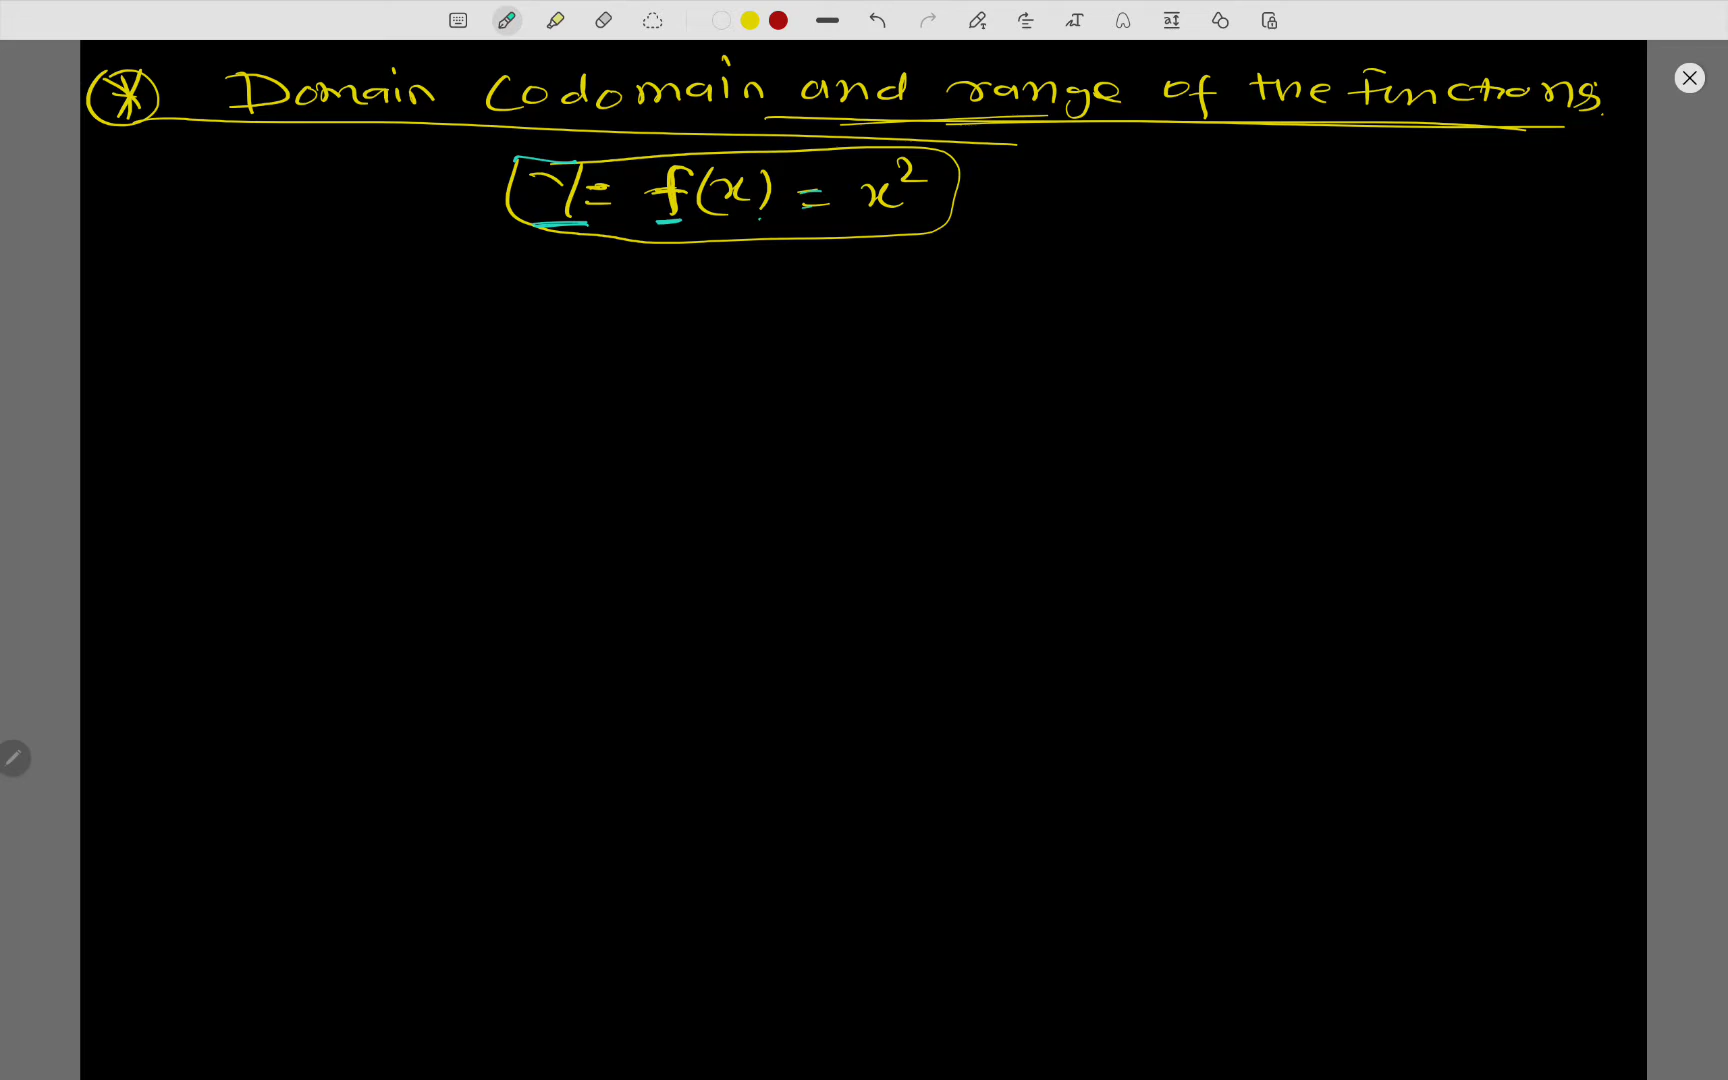 Domain Codomain and range of the Functions.
y = f(x) = x²